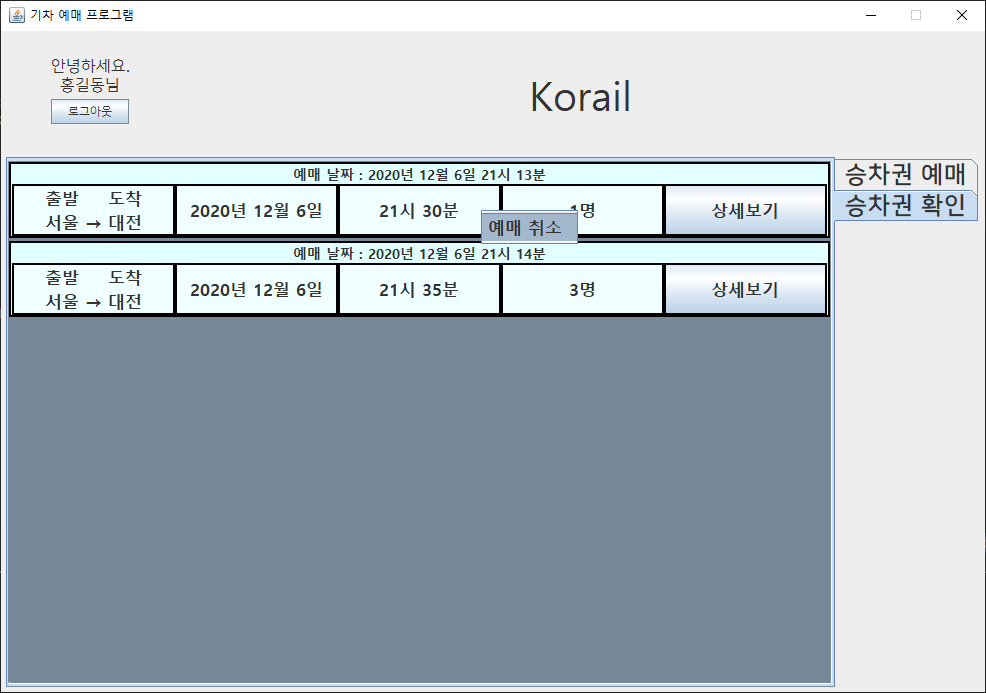 기차 예매 프로그램
안녕하세요.
홍길동님
로그아웃
Korail
승차권 예매
승차권 확인
예매 날짜 : 2020년 12월 6일 21시 13분
출발 도착
서울 → 대전
2020년 12월 6일
21시 30분
1명
상세보기
예매 취소
예매 날짜 : 2020년 12월 6일 21시 14분
출발 도착
서울 → 대전
2020년 12월 6일
21시 35분
3명
상세보기